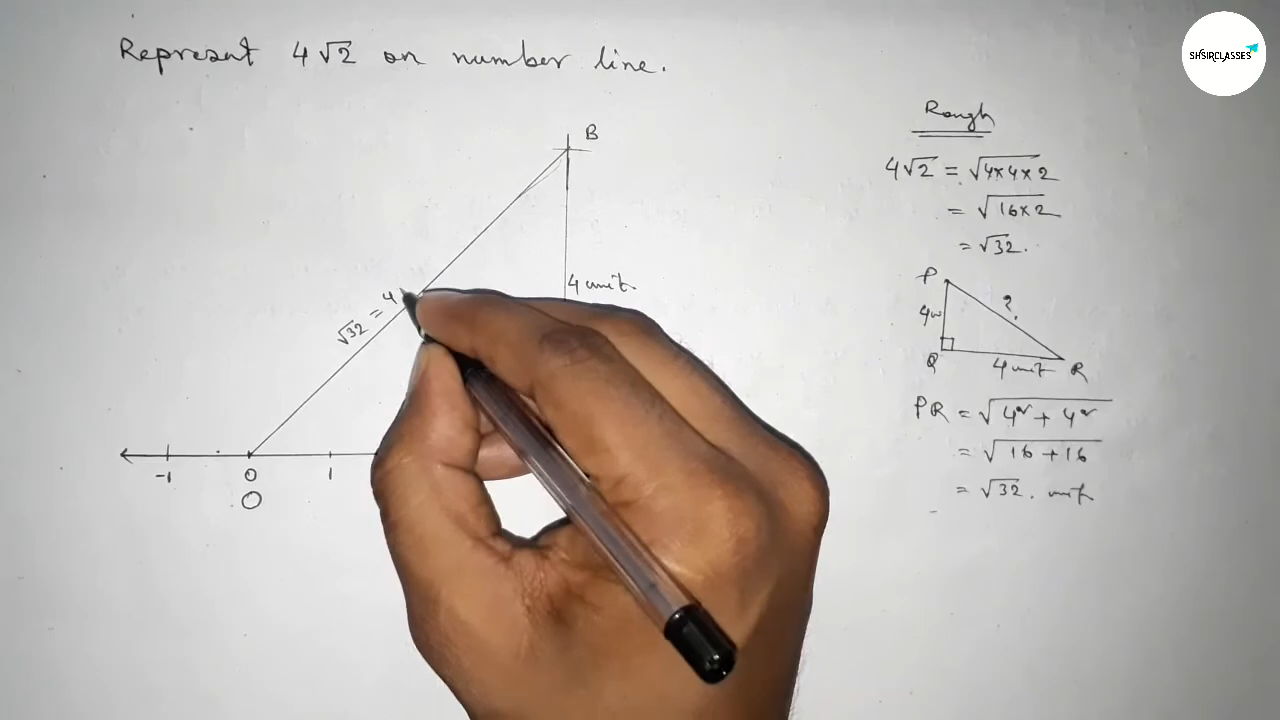 Represent 4√2 on number line.
SHSIRCLASSES
Rough
4√2 = √4×4×2
= √16×2
= √32.
B
4 unit
√32 = 4
-1 0 1
O
P
4u ?
Q 4 unit R
PR = √4² + 4²
= √16 + 16
= √32 . unit